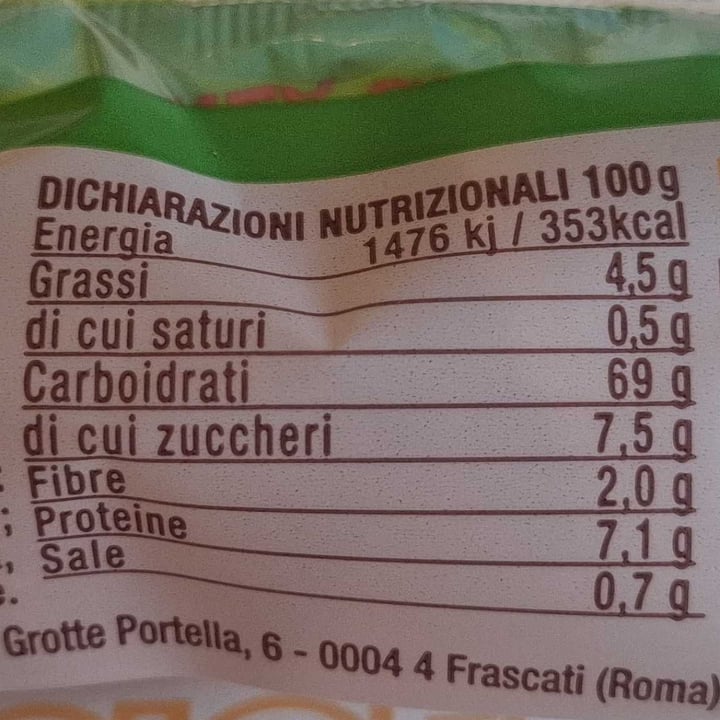 DICHIARAZIONI NUTRIZIONALI 100g
Energia 1476 kj / 353kcal
Grassi 4,5 g
di cui saturi 0,5 g
Carboidrati 69 g
di cui zuccheri 7,5 g
Fibre 2,0 g
; Proteine 7,1 g
, Sale 0,7 g
Grotte Portella, 6 - 0004 4 Frascati (Roma)